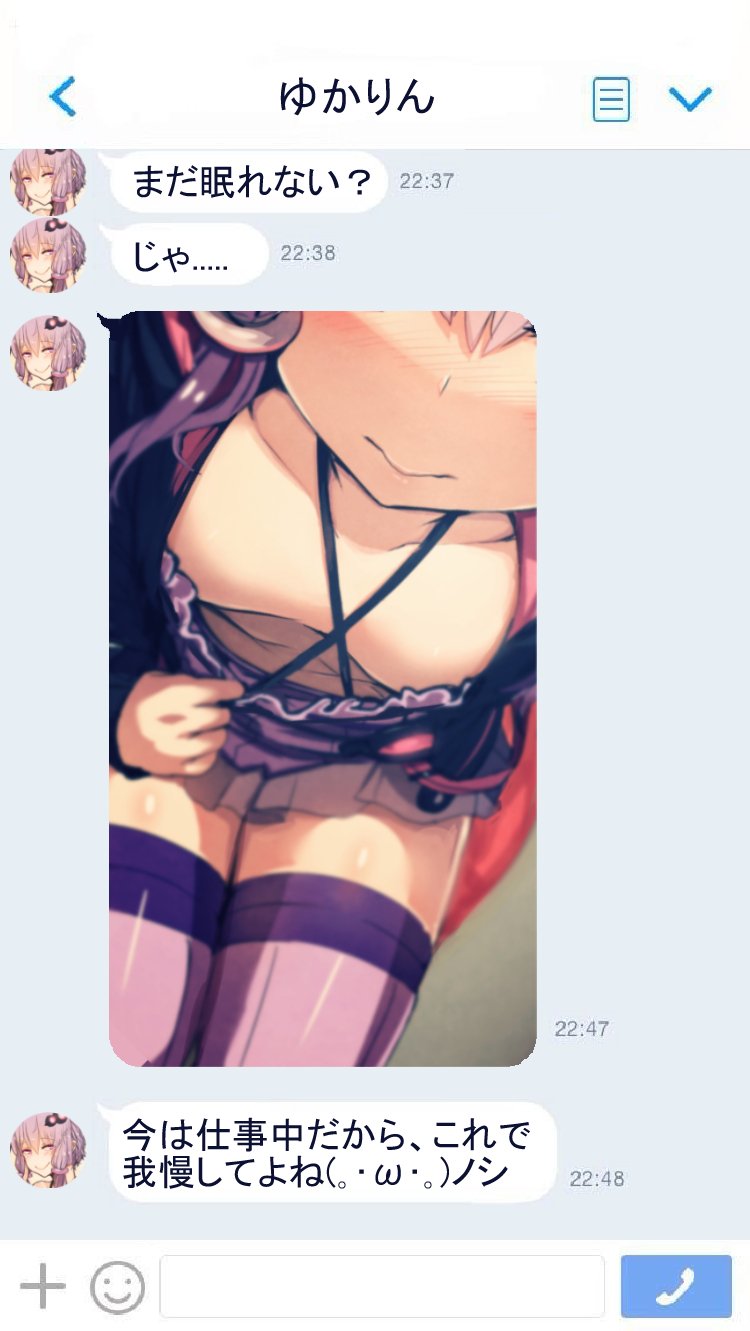 ゆかりん
まだ眠れない？ 22:37
じゃ..... 22:38
22:47
今は仕事中だから、これで
我慢してよね(。･ω･。)ノシ 22:48